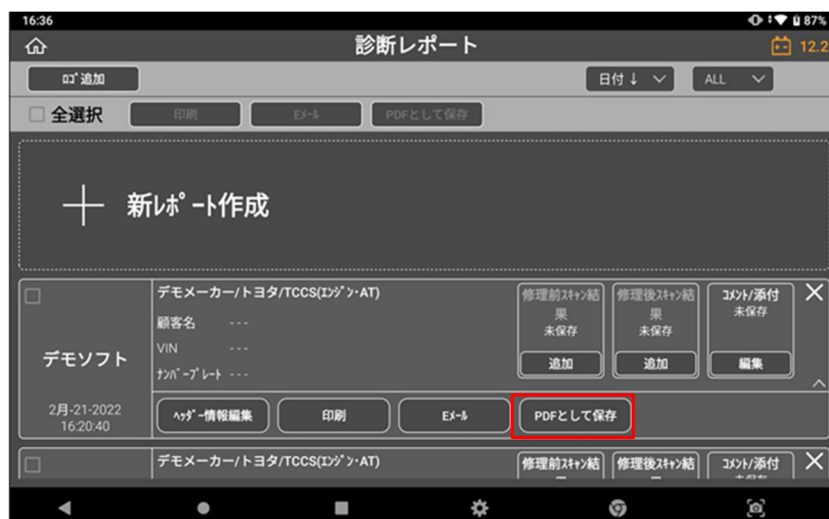 16:36
87%
診断レポート
12.2
ﾛｺﾞ追加
日付↓
ALL
全選択
印刷
Eﾒｰﾙ
PDFとして保存
新ﾚﾎﾟｰﾄ作成
デモメーカー/トヨタ/TCCS(ｴﾝｼﾞﾝ・AT)
顧客名 ---
VIN ---
ﾅﾝﾊﾞｰﾌﾟﾚｰﾄ ---
修理前ｽｷｬﾝ結
果
未保存
追加
修理後ｽｷｬﾝ結
果
未保存
追加
ｺﾒﾝﾄ/添付
未保存
編集
デモソフト
2月-21-2022
16:20:40
ﾍｯﾀﾞｰ情報編集
印刷
Eﾒｰﾙ
PDFとして保存
デモメーカー/トヨタ/TCCS(ｴﾝｼﾞﾝ・AT)
修理前ｽｷｬﾝ結
修理後ｽｷｬﾝ結
ｺﾒﾝﾄ/添付